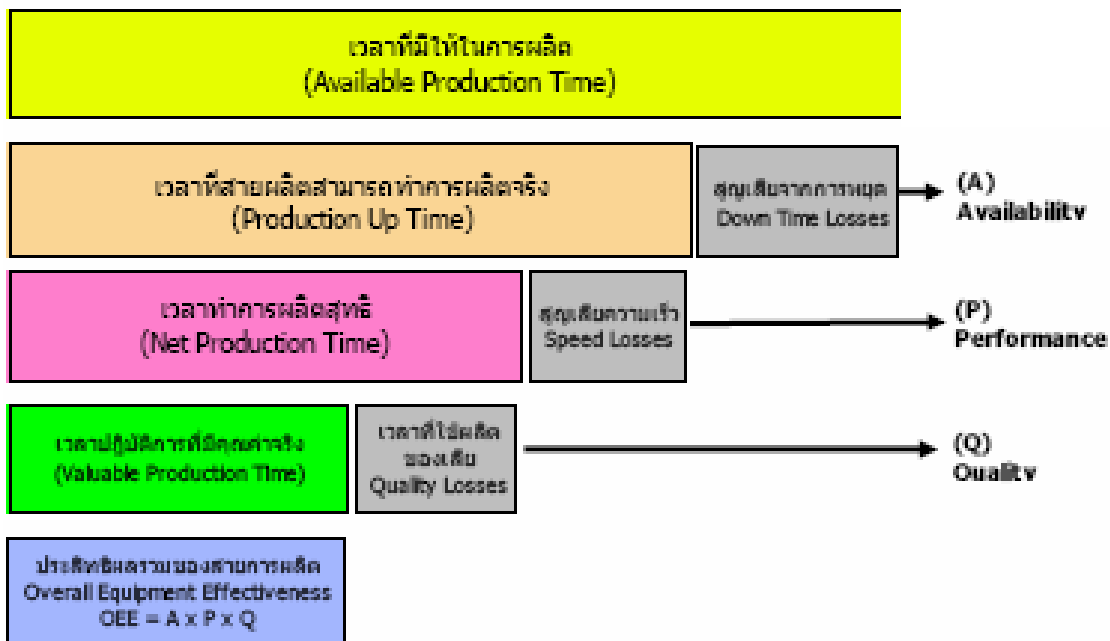 เวลาที่มีให้ในการผลิต
(Available Production Time)
เวลาที่สายผลิตสามารถทำการผลิตจริง
(Production Up Time)
สูญเสียจากการหยุด
Down Time Losses
(A)
Availability
เวลาทำการผลิตสุทธิ
(Net Production Time)
สูญเสียความเร็ว
Speed Losses
(P)
Performance
เวลาปฏิบัติการที่มีคุณค่าจริง
(Valuable Production Time)
เวลาที่ใช้ผลิต
ของเสีย
Quality Losses
(Q)
Quality
ประสิทธิผลรวมของสายการผลิต
Overall Equipment Effectiveness
OEE = A x P x Q